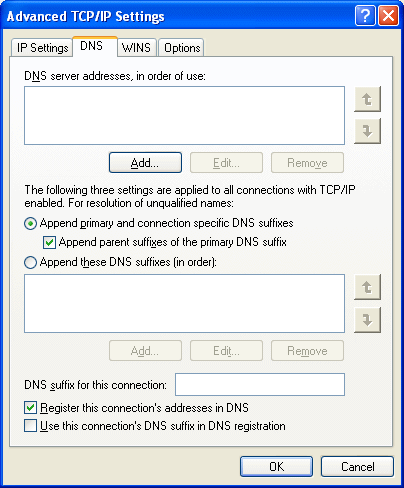 Advanced TCP/IP Settings
IP Settings DNS WINS Options
DNS server addresses, in order of use:
Add... Edit... Remove
The following three settings are applied to all connections with TCP/IP
enabled. For resolution of unqualified names:
Append primary and connection specific DNS suffixes
Append parent suffixes of the primary DNS suffix
Append these DNS suffixes (in order):
Add... Edit... Remove
DNS suffix for this connection:
Register this connection's addresses in DNS
Use this connection's DNS suffix in DNS registration
OK Cancel